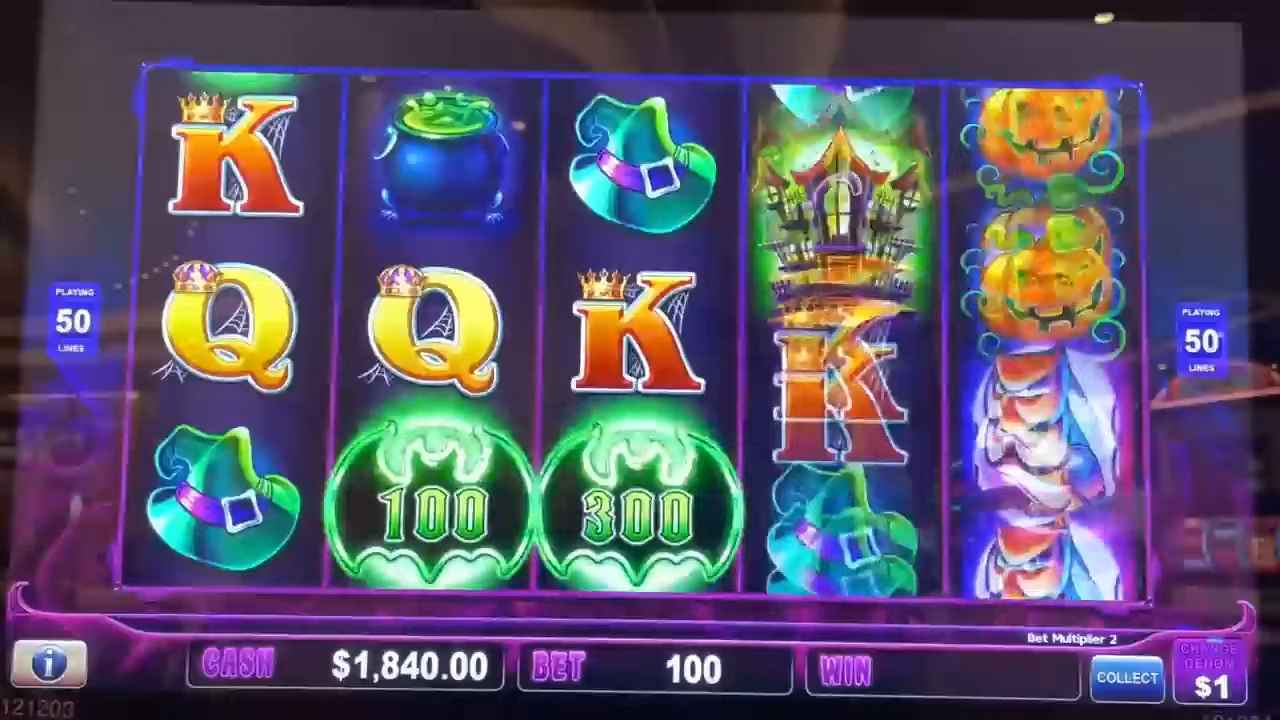 K
PLAYING
50
LINES
Q
Q
K
PLAYING
50
LINES
K
100
300
Bet Multiplier 2
CASH
$1,840.00
BET
100
WIN
COLLECT
CHANGE
DENOM
$1
121203